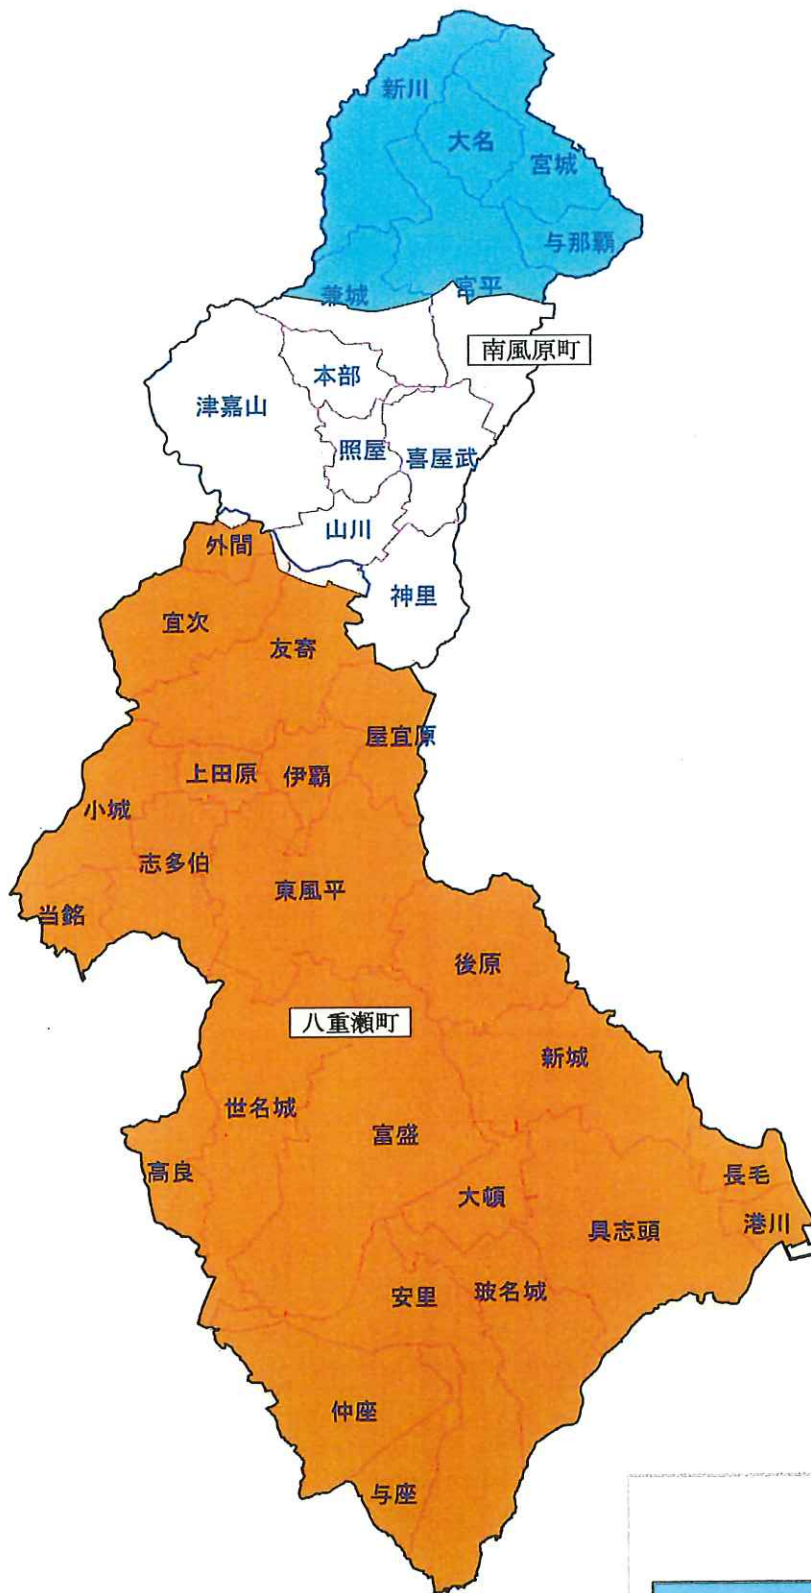 新川
大名
宮城
与那覇
兼城
富平
南風原町
本部
津嘉山
照屋
喜屋武
山川
外間
神里
宜次
友寄
屋宜原
上田原
伊覇
小城
志多伯
東風平
当銘
後原
八重瀬町
新城
世名城
富盛
高良
長毛
大頓
港川
具志頭
安里
玻名城
仲座
与座